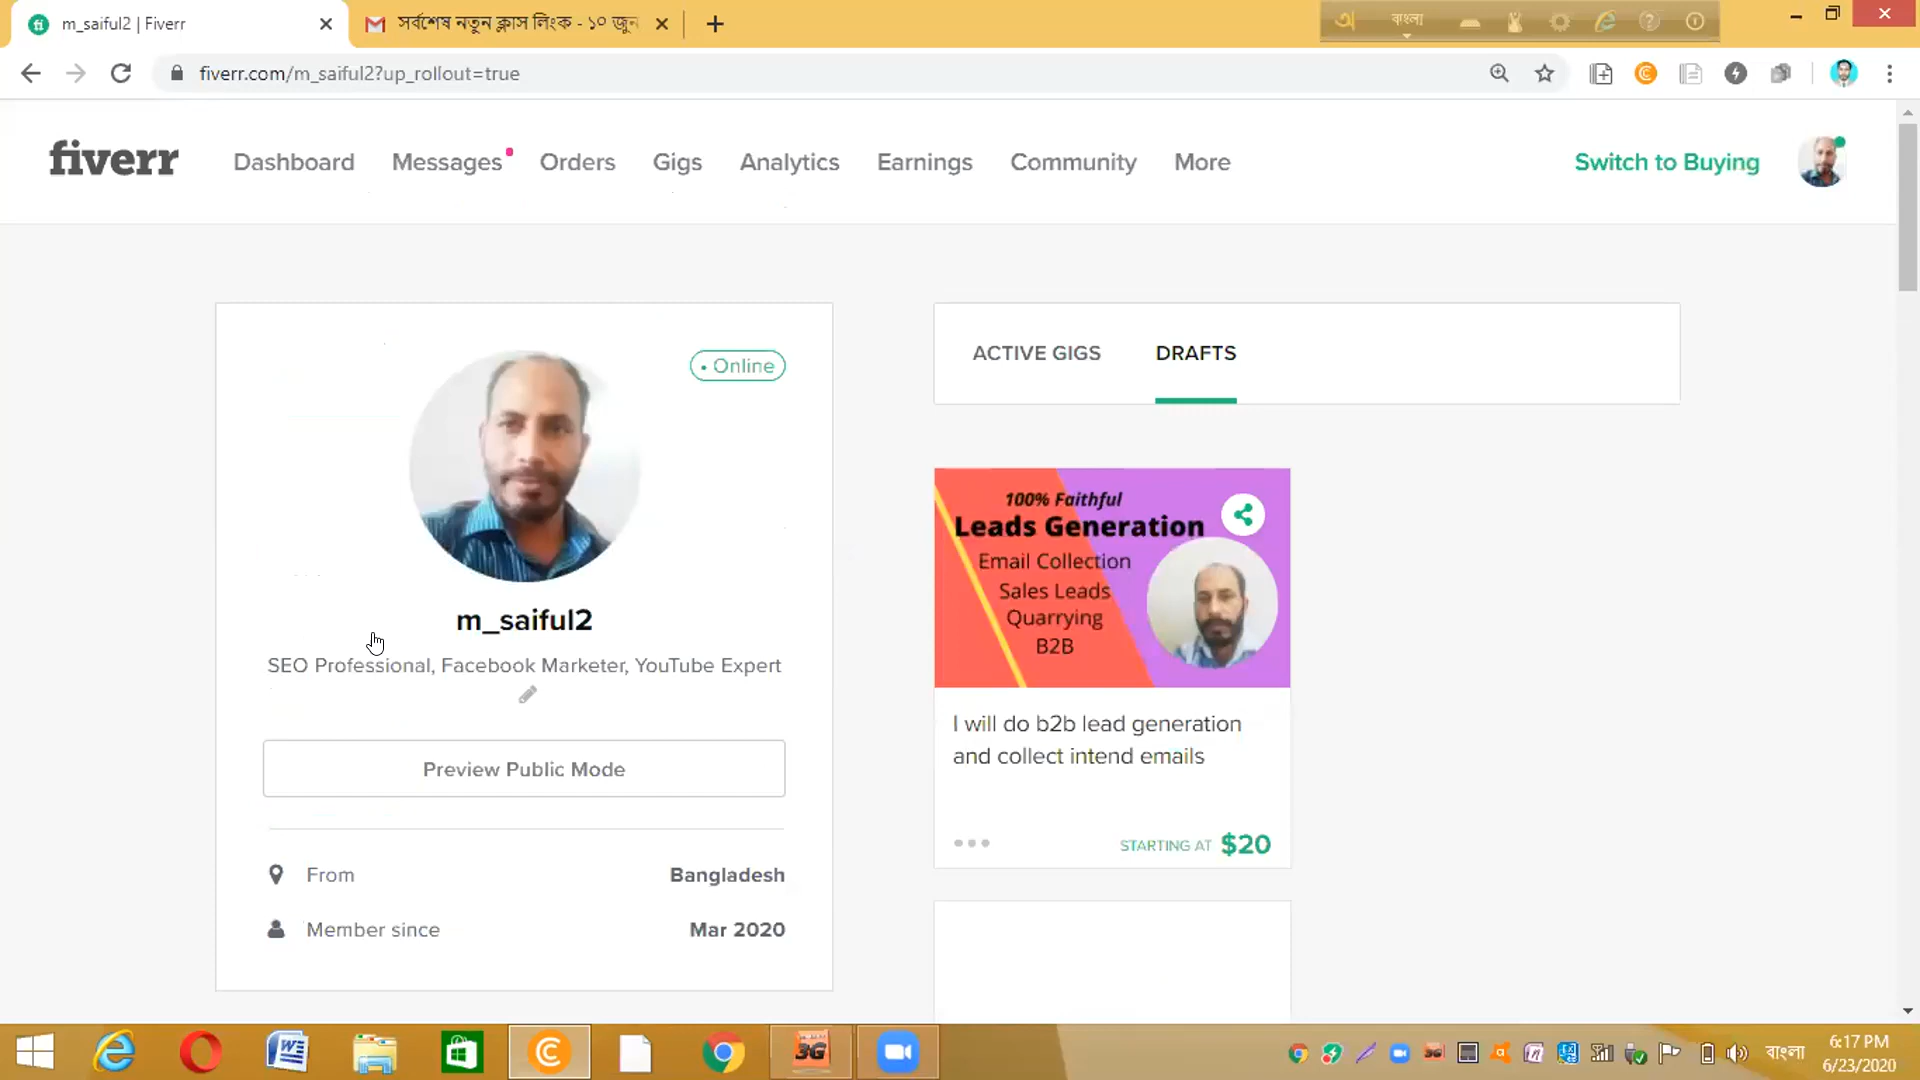 m_saiful2 | Fiverr
সর্বশেষ নতুন ক্লাস লিংক - ১০ জুন
অ বাংলা
fiverr.com/m_saiful2?up_rollout=true
fiverr
Dashboard
Messages
Orders
Gigs
Analytics
Earnings
Community
More
Switch to Buying
• Online
m_saiful2
SEO Professional, Facebook Marketer, YouTube Expert
Preview Public Mode
From Bangladesh
Member since Mar 2020
ACTIVE GIGS
DRAFTS
100% Faithful
Leads Generation
Email Collection
Sales Leads
Quarrying
B2B
I will do b2b lead generation
and collect intend emails
STARTING AT $20
3G
বাংলা
6:17 PM
6/23/2020